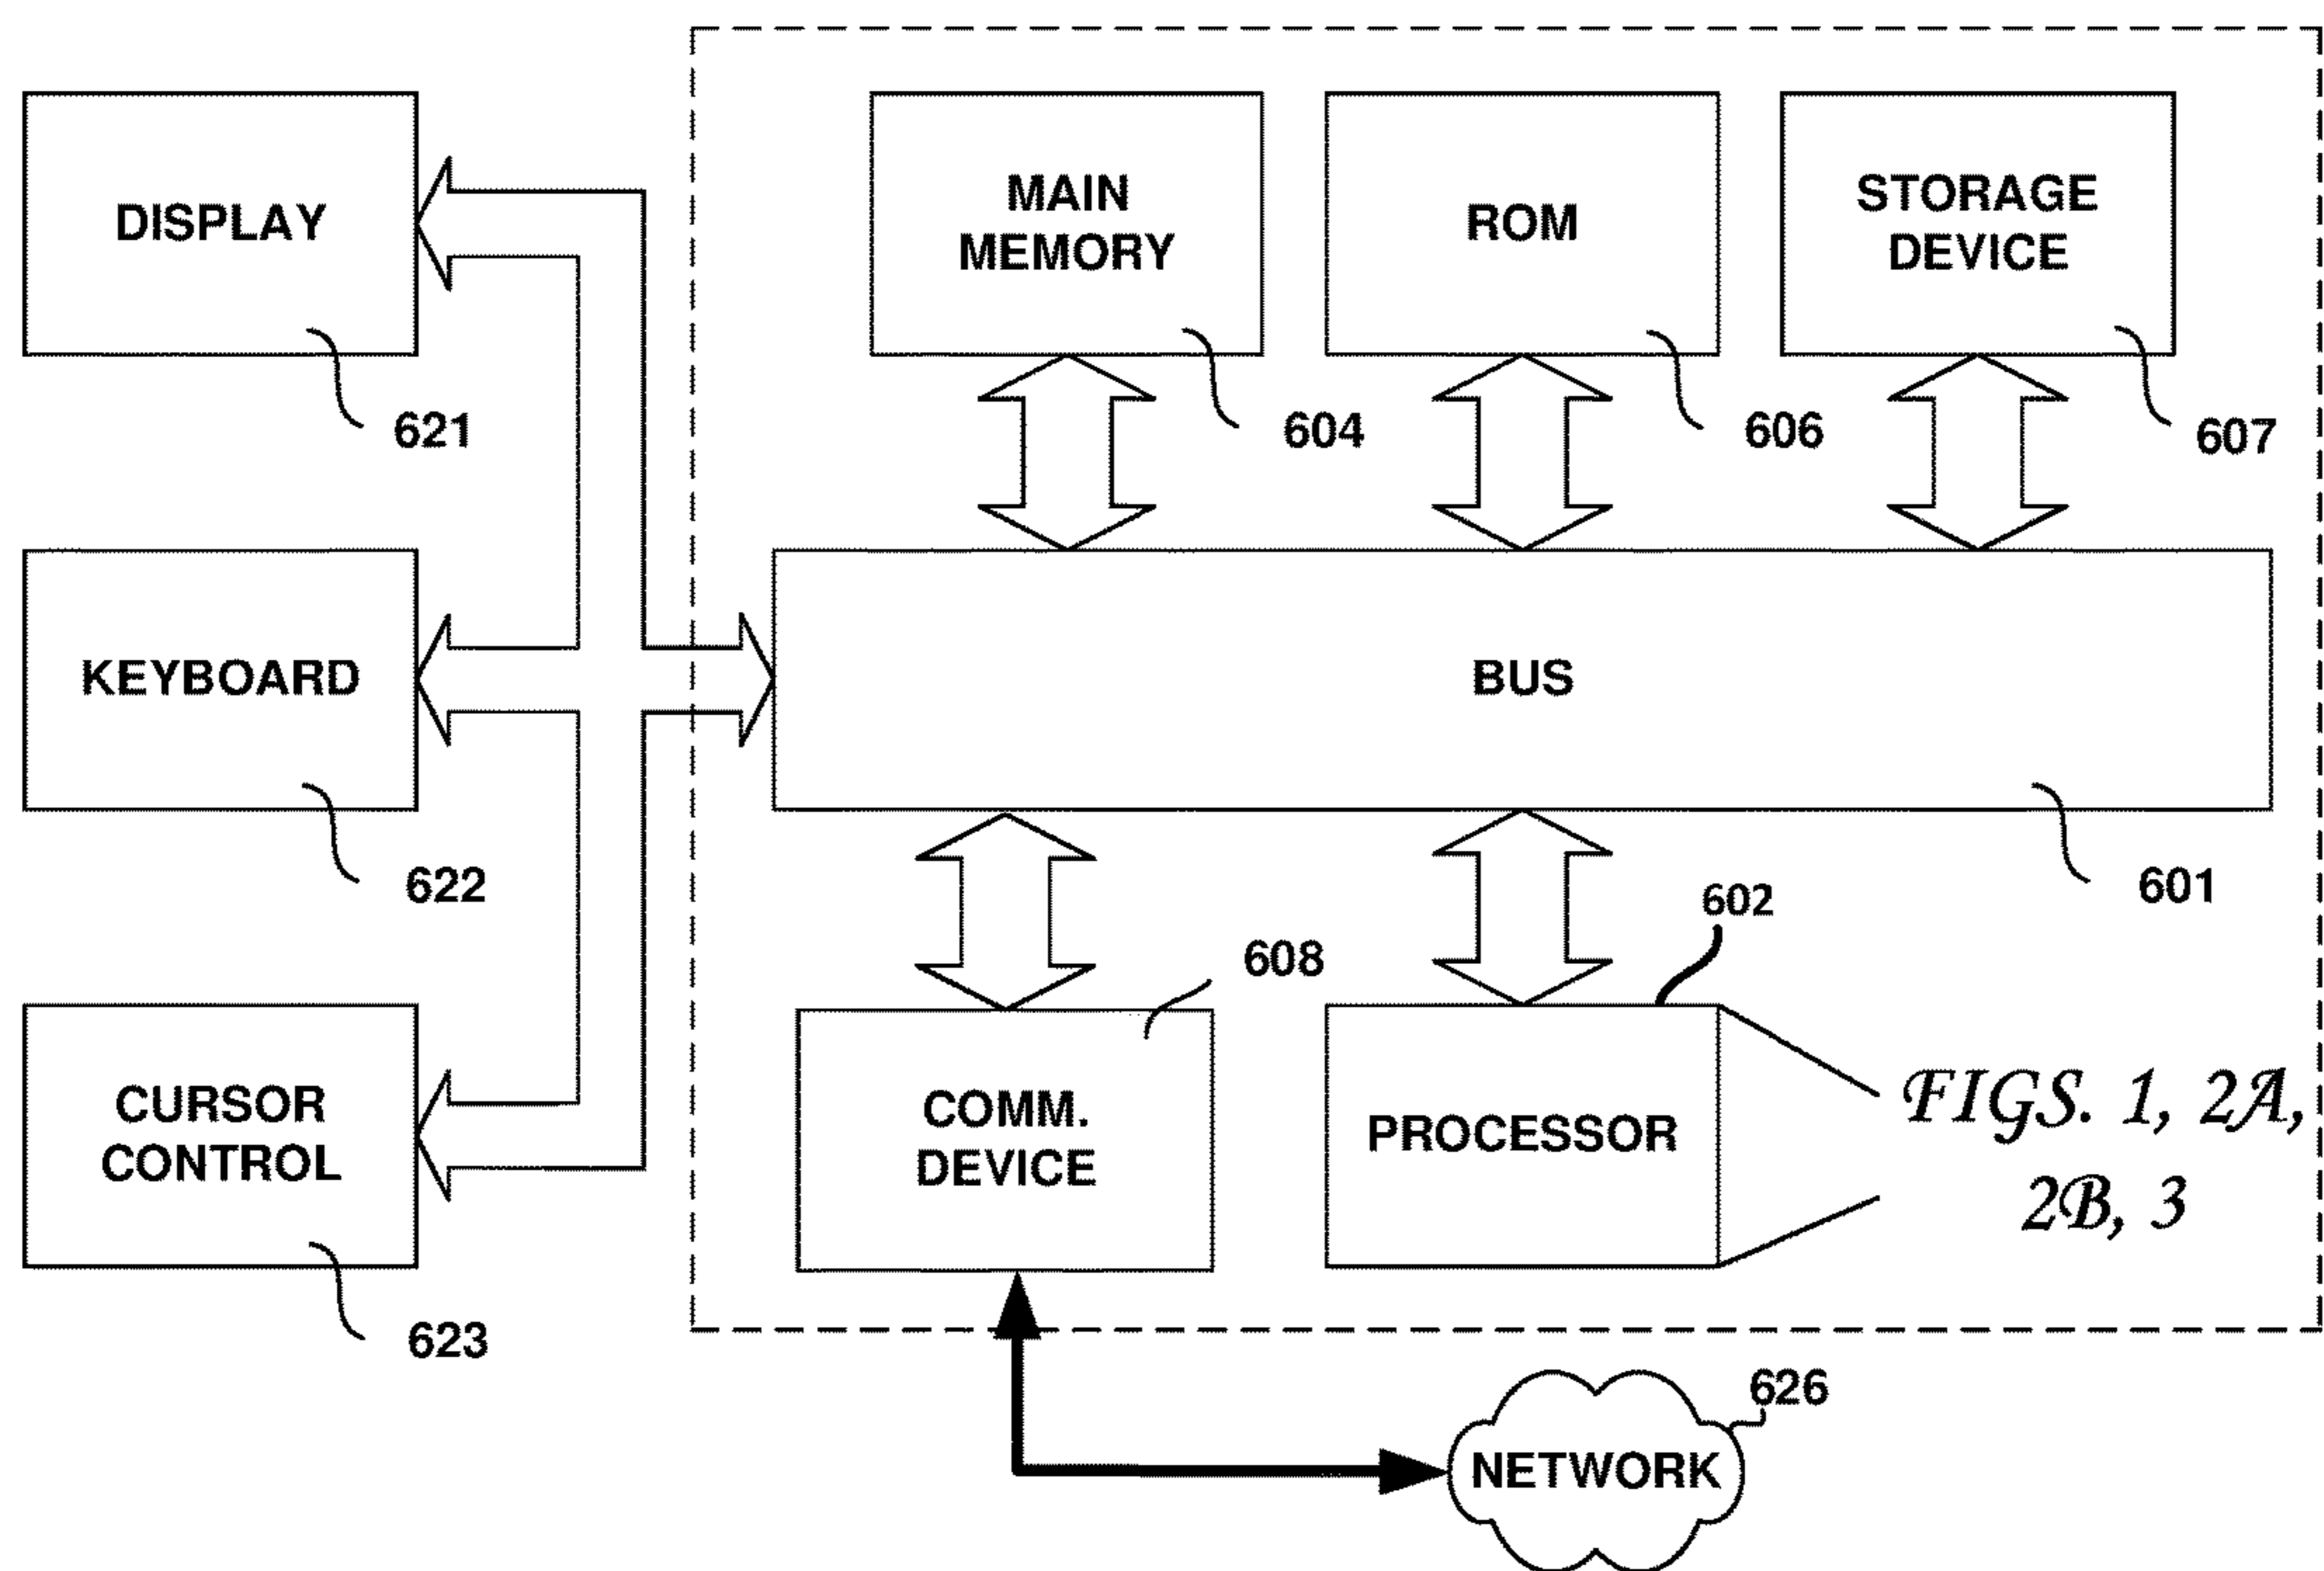 DISPLAY
621
MAIN
MEMORY
604
ROM
606
STORAGE
DEVICE
607
KEYBOARD
622
BUS
601
CURSOR
CONTROL
623
COMM.
DEVICE
608
PROCESSOR
602
FIGS. 1, 2A,
2B, 3
NETWORK
626